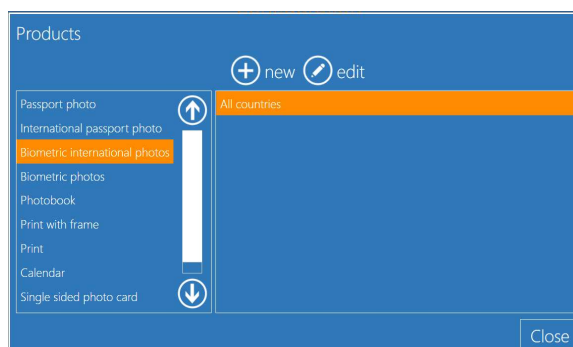 Products
new edit
Passport photo
International passport photo
Biometric international photos
Biometric photos
Photobook
Print with frame
Print
Calendar
Single sided photo card
All countries
Close